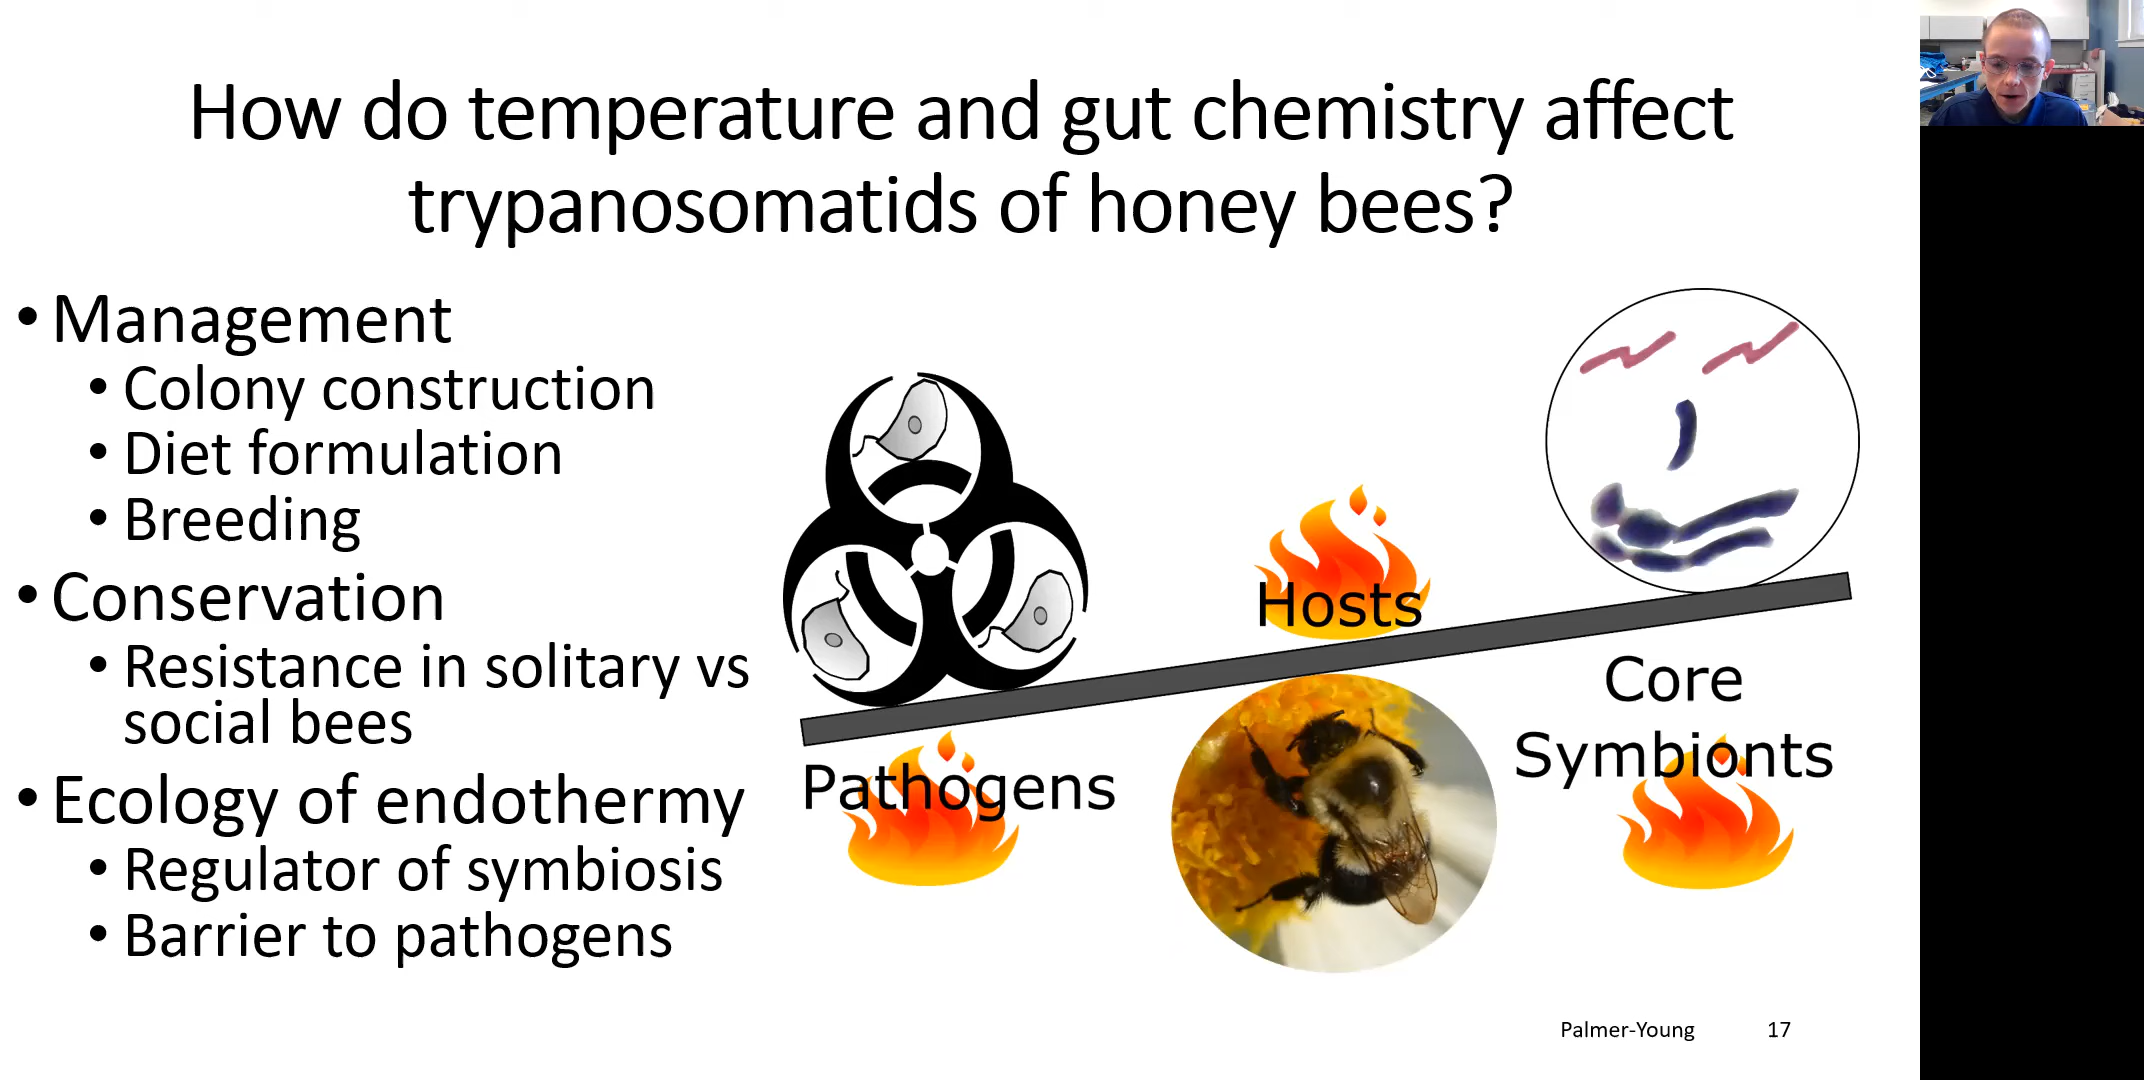 How do temperature and gut chemistry affect
trypanosomatids of honey bees?
• Management
• Colony construction
• Diet formulation
• Breeding
• Conservation
• Resistance in solitary vs
social bees
• Ecology of endothermy
• Regulator of symbiosis
• Barrier to pathogens
Hosts
Pathogens
Core
Symbionts
Palmer-Young
17